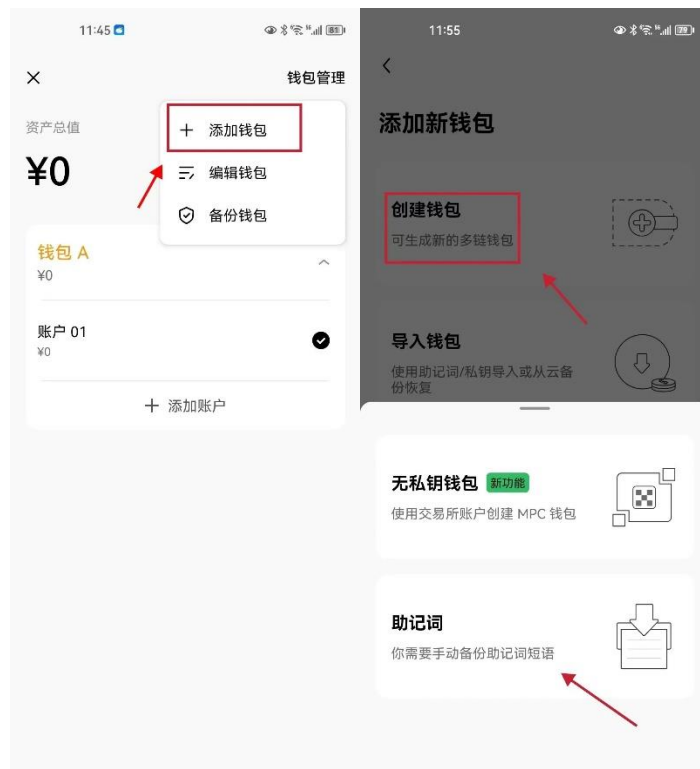 11:45
81
钱包管理
资产总值
¥0
添加钱包
编辑钱包
备份钱包
钱包 A
¥0
账户 01
¥0
添加账户
11:55
79
添加新钱包
创建钱包
可生成新的多链钱包
导入钱包
使用助记词/私钥导入或从云备
份恢复
无私钥钱包 新功能
使用交易所账户创建 MPC 钱包
助记词
你需要手动备份助记词短语